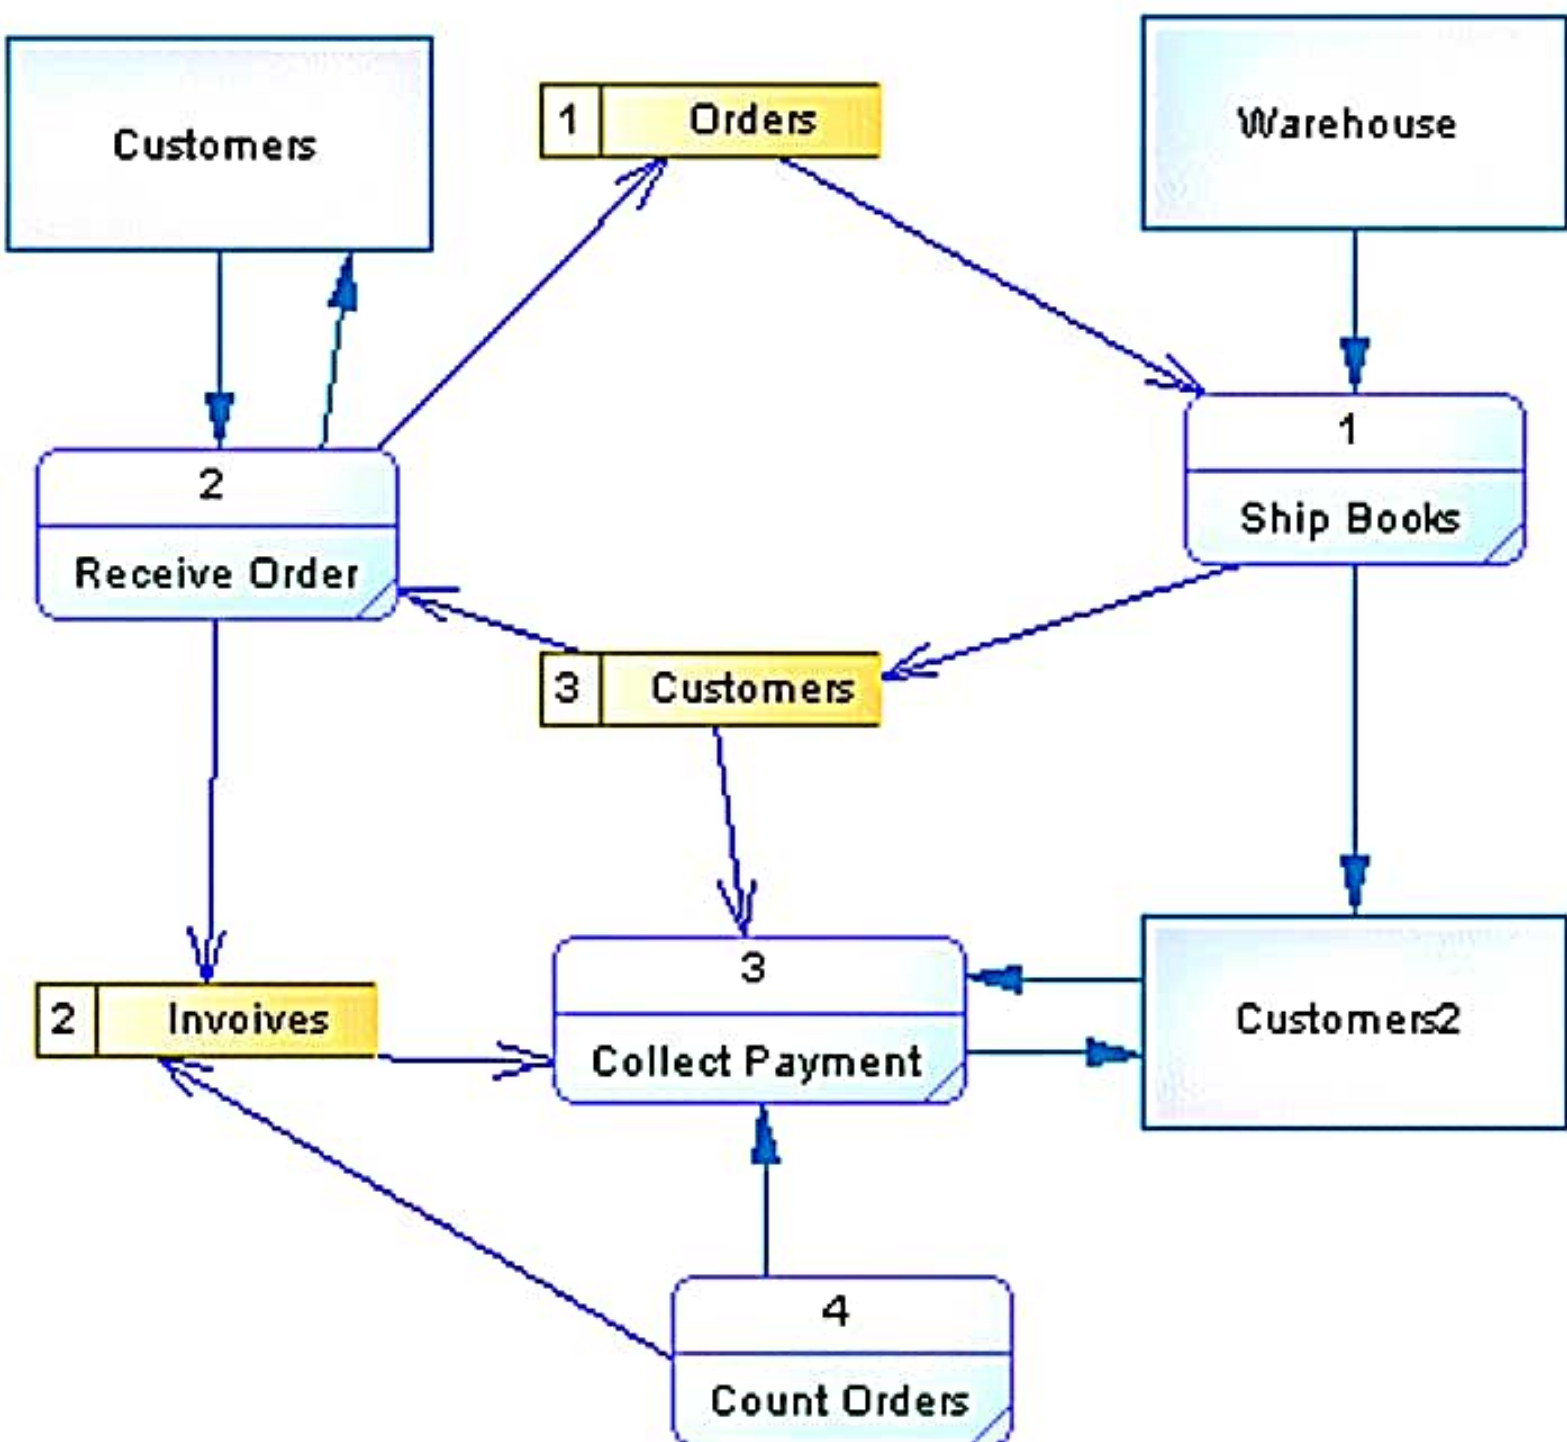 Customers
1 Orders
Warehouse
2
Receive Order
1
Ship Books
3 Customers
2 Invoives
3
Collect Payment
Customers2
4
Count Orders